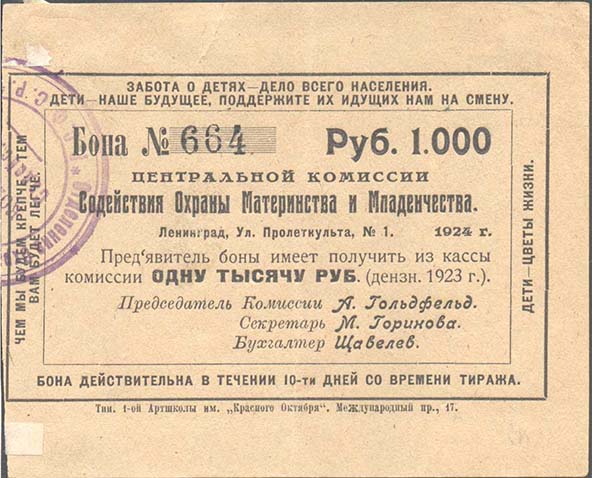 ЗАБОТА О ДЕТЯХ—ДЕЛО ВСЕГО НАСЕЛЕНИЯ.
ДЕТИ—НАШЕ БУДУЩЕЕ, ПОДДЕРЖИТЕ ИХ ИДУЩИХ НАМ НА СМЕНУ.
Бона № 664 Руб. 1.000
ЦЕНТРАЛЬНОЙ КОМИССИИ
Содействия Охраны Материнства и Младенчества.
Ленинград, Ул. Пролеткульта, № 1. 1924 г.
Пред‘явитель боны имеет получить из кассы
комиссии ОДНУ ТЫСЯЧУ РУБ. (дензн. 1923 г.).
Председатель Комиссии А. Гольдфельд.
Секретарь М. Горинова.
Бухгалтер Щавелев.
ЧЕМ МЫ БУДЕМ КРЕПЧЕ, ТЕМ
ВАМ БУДЕТ ЛЕГЧЕ.
ДЕТИ—ЦВЕТЫ ЖИЗНИ.
БОНА ДЕЙСТВИТЕЛЬНА В ТЕЧЕНИИ 10-ти ДНЕЙ СО ВРЕМЕНИ ТИРАЖА.
Тип. 1-ой Артшколы им. „Красного Октября“. Международный пр., 17.